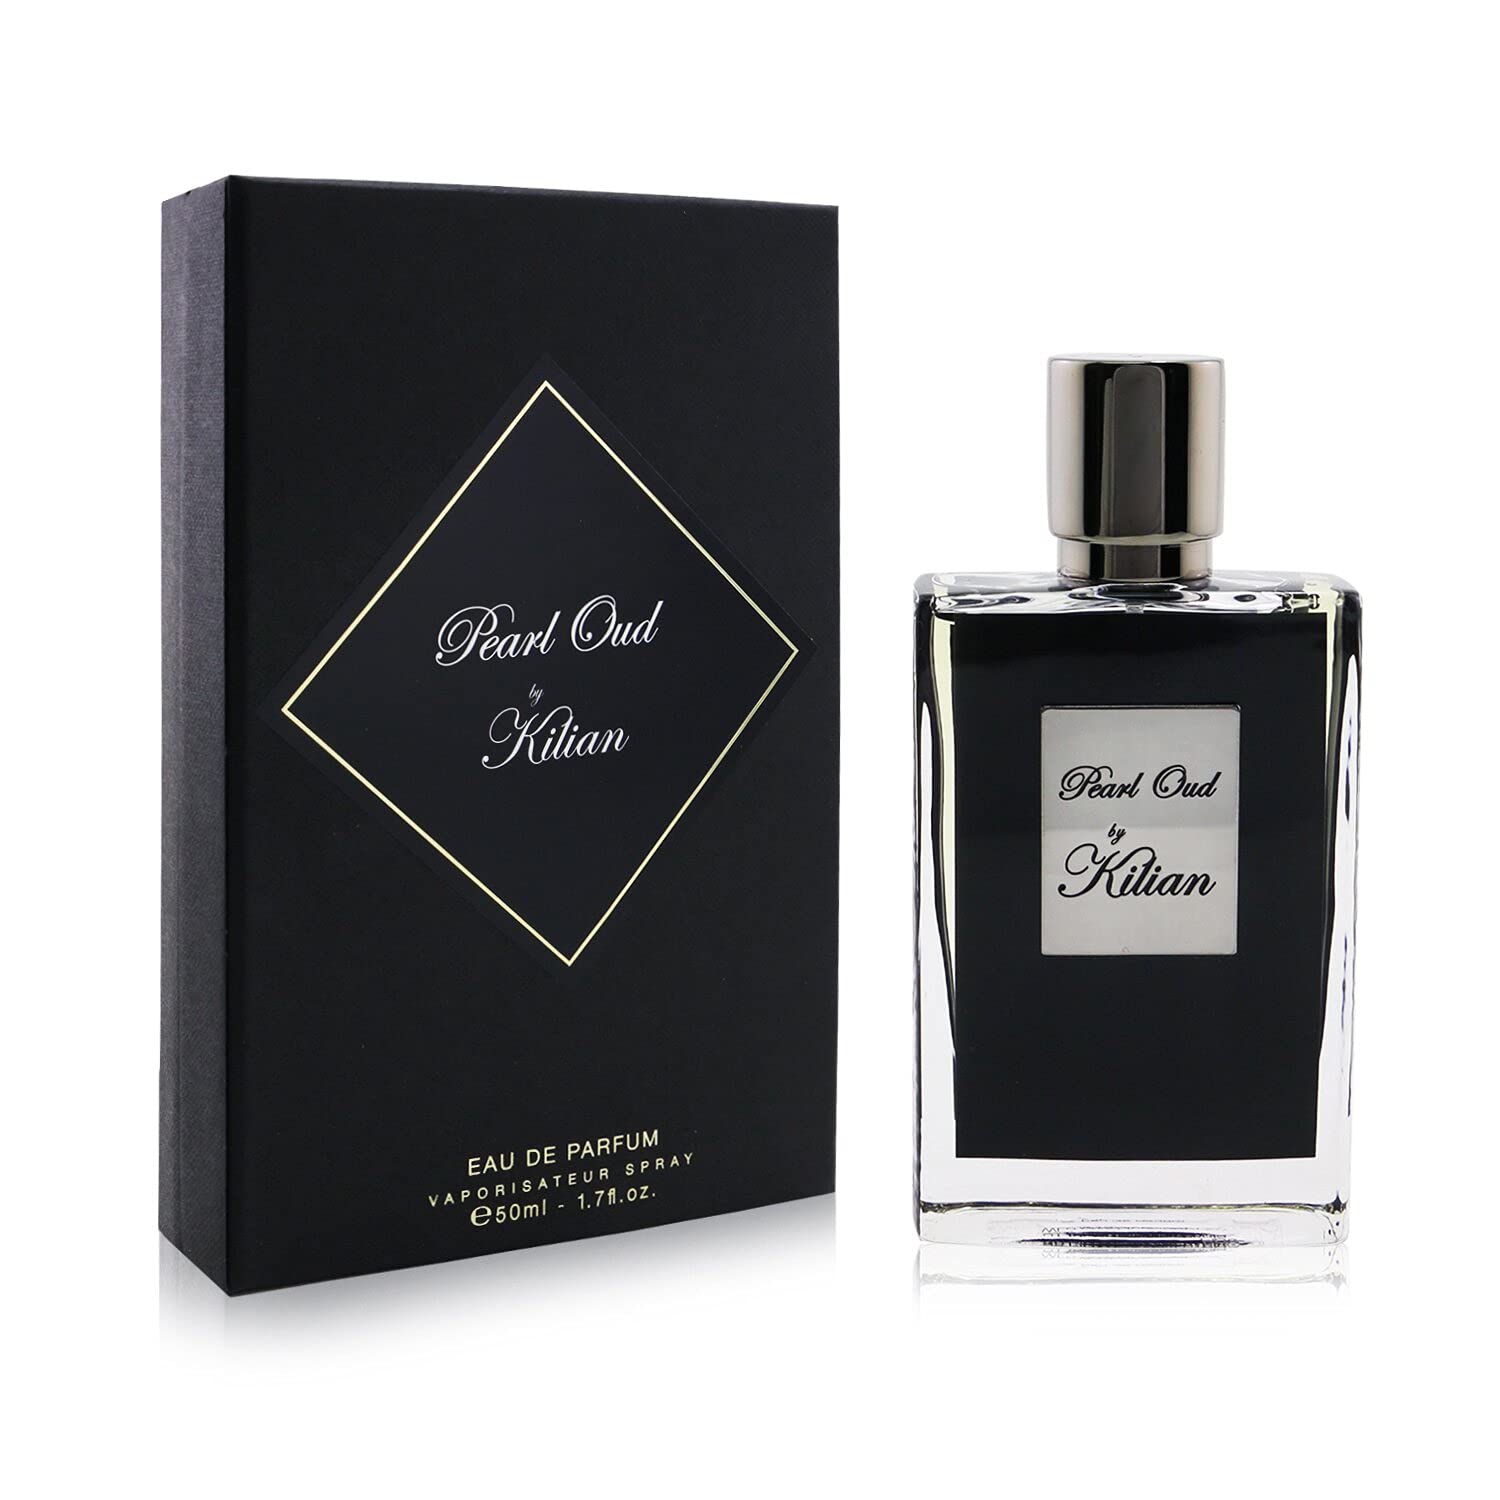 Pearl Oud
by
Kilian
EAU DE PARFUM
VAPORISATEUR SPRAY
℮50ml - 1.7fl.oz.
Pearl Oud
by
Kilian